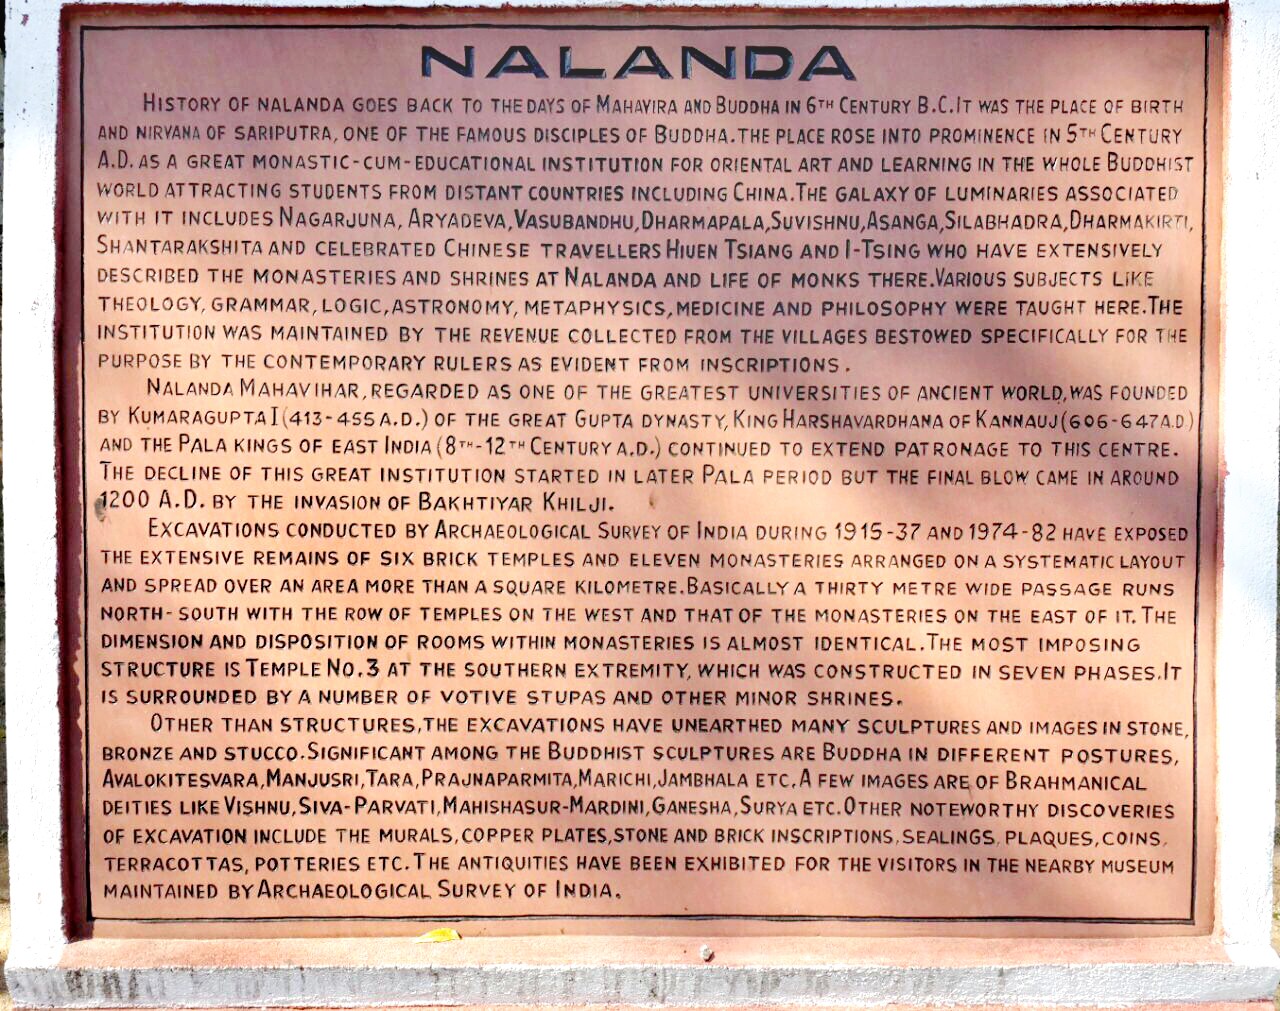 NALANDA
HISTORY OF NALANDA GOES BACK TO THE DAYS OF MAHAVIRA AND BUDDHA IN 6TH CENTURY B.C. IT WAS THE PLACE OF BIRTH
AND NIRVANA OF SARIPUTRA, ONE OF THE FAMOUS DISCIPLES OF BUDDHA. THE PLACE ROSE INTO PROMINENCE IN 5TH CENTURY
A.D. AS A GREAT MONASTIC-CUM-EDUCATIONAL INSTITUTION FOR ORIENTAL ART AND LEARNING IN THE WHOLE BUDDHIST
WORLD ATTRACTING STUDENTS FROM DISTANT COUNTRIES INCLUDING CHINA. THE GALAXY OF LUMINARIES ASSOCIATED
WITH IT INCLUDES NAGARJUNA, ARYADEVA, VASUBANDHU, DHARMAPALA, SUVISHNU, ASANGA, SILABHADRA, DHARMAKIRTI,
SHANTARAKSHITA AND CELEBRATED CHINESE TRAVELLERS HIUEN TSIANG AND I-TSING WHO HAVE EXTENSIVELY
DESCRIBED THE MONASTERIES AND SHRINES AT NALANDA AND LIFE OF MONKS THERE. VARIOUS SUBJECTS LIKE
THEOLOGY, GRAMMAR, LOGIC, ASTRONOMY, METAPHYSICS, MEDICINE AND PHILOSOPHY WERE TAUGHT HERE. THE
INSTITUTION WAS MAINTAINED BY THE REVENUE COLLECTED FROM THE VILLAGES BESTOWED SPECIFICALLY FOR THE
PURPOSE BY THE CONTEMPORARY RULERS AS EVIDENT FROM INSCRIPTIONS.
NALANDA MAHAVIHAR, REGARDED AS ONE OF THE GREATEST UNIVERSITIES OF ANCIENT WORLD, WAS FOUNDED
BY KUMARAGUPTA I (413-455 A.D.) OF THE GREAT GUPTA DYNASTY, KING HARSHAVARDHANA OF KANNAUJ (606-647 A.D)
AND THE PALA KINGS OF EAST INDIA (8TH-12TH CENTURY A.D.) CONTINUED TO EXTEND PATRONAGE TO THIS CENTRE.
THE DECLINE OF THIS GREAT INSTITUTION STARTED IN LATER PALA PERIOD BUT THE FINAL BLOW CAME IN AROUND
1200 A.D. BY THE INVASION OF BAKHTIYAR KHILJI.
EXCAVATIONS CONDUCTED BY ARCHAEOLOGICAL SURVEY OF INDIA DURING 1915-37 AND 1974-82 HAVE EXPOSED
THE EXTENSIVE REMAINS OF SIX BRICK TEMPLES AND ELEVEN MONASTERIES ARRANGED ON A SYSTEMATIC LAYOUT
AND SPREAD OVER AN AREA MORE THAN A SQUARE KILOMETRE. BASICALLY A THIRTY METRE WIDE PASSAGE RUNS
NORTH-SOUTH WITH THE ROW OF TEMPLES ON THE WEST AND THAT OF THE MONASTERIES ON THE EAST OF IT. THE
DIMENSION AND DISPOSITION OF ROOMS WITHIN MONASTERIES IS ALMOST IDENTICAL. THE MOST IMPOSING
STRUCTURE IS TEMPLE NO.3 AT THE SOUTHERN EXTREMITY, WHICH WAS CONSTRUCTED IN SEVEN PHASES. IT
IS SURROUNDED BY A NUMBER OF VOTIVE STUPAS AND OTHER MINOR SHRINES.
OTHER THAN STRUCTURES, THE EXCAVATIONS HAVE UNEARTHED MANY SCULPTURES AND IMAGES IN STONE,
BRONZE AND STUCCO. SIGNIFICANT AMONG THE BUDDHIST SCULPTURES ARE BUDDHA IN DIFFERENT POSTURES,
AVALOKITESVARA, MANJUSRI, TARA, PRAJNAPARMITA, MARICHI, JAMBHALA ETC. A FEW IMAGES ARE OF BRAHMANICAL
DEITIES LIKE VISHNU, SIVA-PARVATI, MAHISHASUR-MARDINI, GANESHA, SURYA ETC. OTHER NOTEWORTHY DISCOVERIES
OF EXCAVATION INCLUDE THE MURALS, COPPER PLATES, STONE AND BRICK INSCRIPTIONS, SEALINGS, PLAQUES, COINS,
TERRACOTTAS, POTTERIES ETC. THE ANTIQUITIES HAVE BEEN EXHIBITED FOR THE VISITORS IN THE NEARBY MUSEUM
MAINTAINED BY ARCHAEOLOGICAL SURVEY OF INDIA.